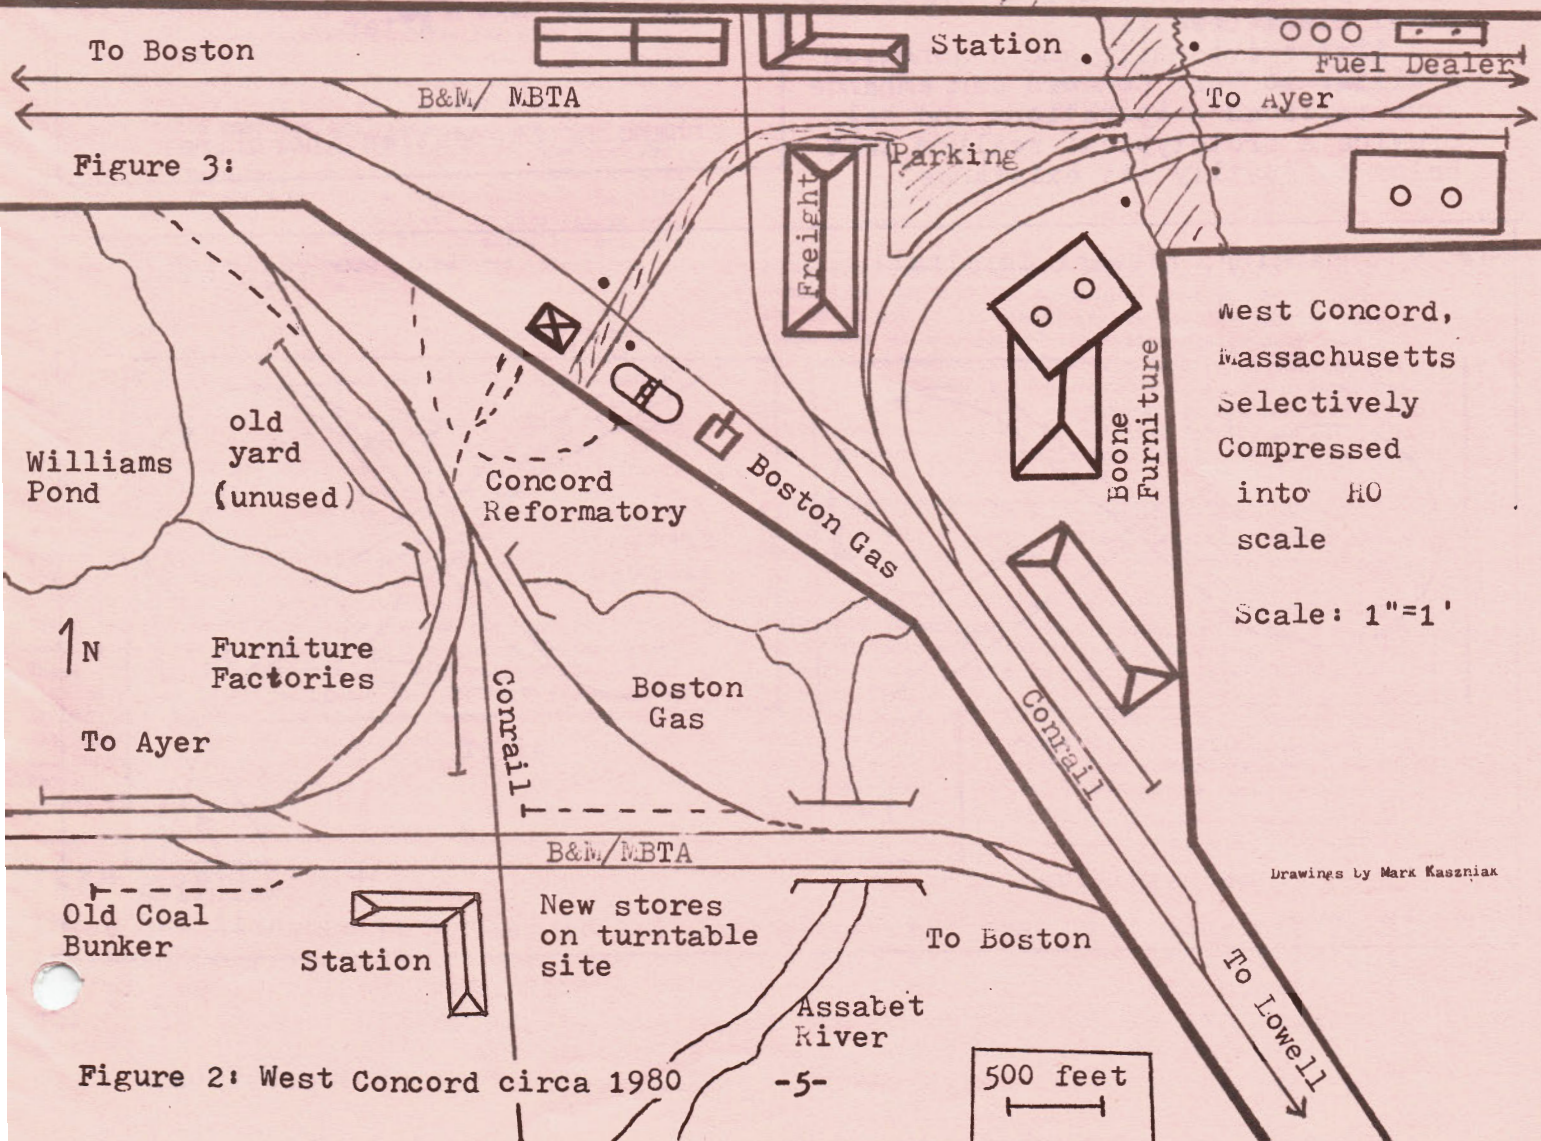 To Boston
Station
Fuel Dealer
B&M/ MBTA
To Ayer
Figure 3:
Parking
Freight
West Concord,
Massachusetts
Selectively
Compressed
into HO
scale
Scale: 1"=1'
Boone
Furniture
old
yard
(unused)
Williams
Pond
Concord
Reformatory
Boston Gas
N
Furniture
Factories
Conrail
Boston
Gas
Conrail
To Ayer
B&M/MBTA
Drawings by Mark Kaszniak
Old Coal
Bunker
Station
New stores
on turntable
site
To Boston
To Lowell
Assabet
River
Figure 2: West Concord circa 1980
-5-
500 feet